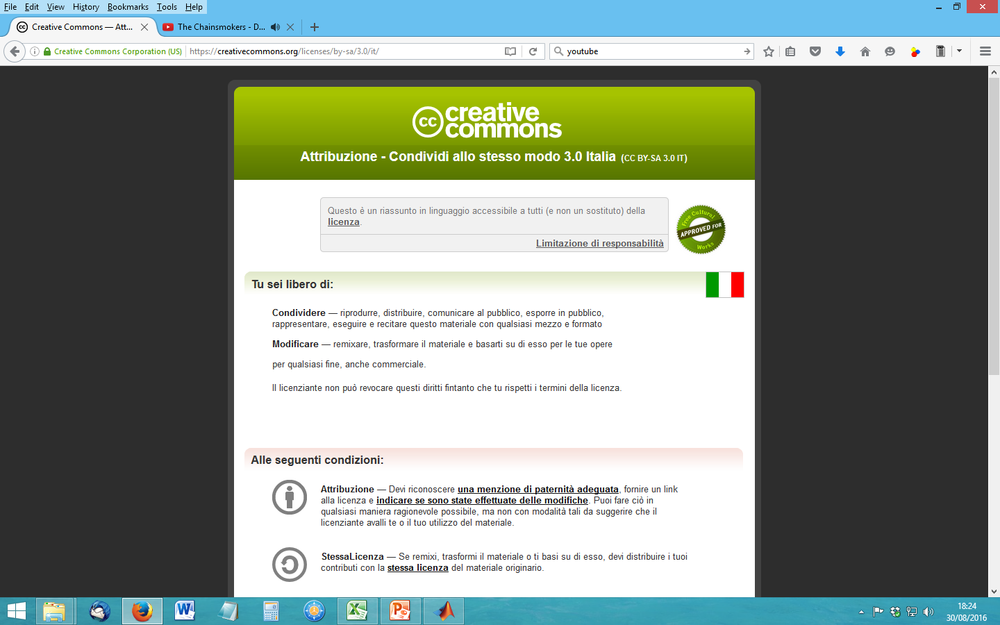 File Edit View History Bookmarks Tools Help
Creative Commons — Att... The Chainsmokers - D...
Creative Commons Corporation (US) https://creativecommons.org/licenses/by-sa/3.0/it/ youtube
cc creative
commons
Attribuzione - Condividi allo stesso modo 3.0 Italia (CC BY-SA 3.0 IT)
Questo è un riassunto in linguaggio accessibile a tutti (e non un sostituto) della
licenza.
Limitazione di responsabilità
Free Cultural
APPROVED FOR
Works
Tu sei libero di:
Condividere — riprodurre, distribuire, comunicare al pubblico, esporre in pubblico,
rappresentare, eseguire e recitare questo materiale con qualsiasi mezzo e formato
Modificare — remixare, trasformare il materiale e basarti su di esso per le tue opere
per qualsiasi fine, anche commerciale.
Il licenziante non può revocare questi diritti fintanto che tu rispetti i termini della licenza.
Alle seguenti condizioni:
Attribuzione — Devi riconoscere una menzione di paternità adeguata, fornire un link
alla licenza e indicare se sono state effettuate delle modifiche. Puoi fare ciò in
qualsiasi maniera ragionevole possibile, ma non con modalità tali da suggerire che il
licenziante avalli te o il tuo utilizzo del materiale.
StessaLicenza — Se remixi, trasformi il materiale o ti basi su di esso, devi distribuire i tuoi
contributi con la stessa licenza del materiale originario.
18:24
30/08/2016